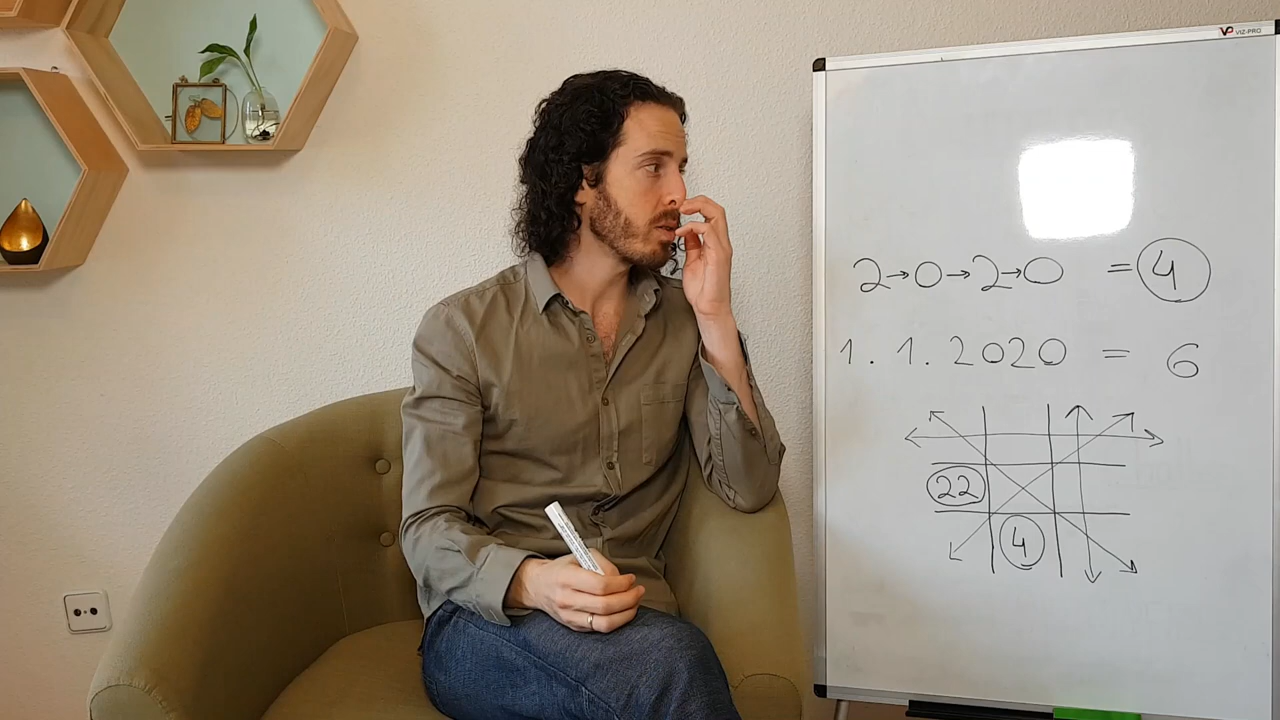 VIZ-PRO
2→0→2→0 = 4
1. 1. 2020 = 6
22
4